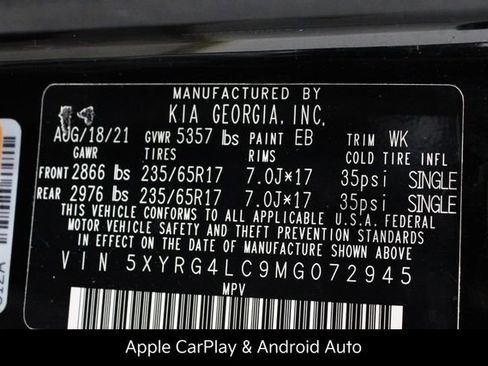 MANUFACTURED BY
KIA GEORGIA, INC.
AUG/18/21 GVWR 5357 lbs PAINT EB TRIM WK
GAWR TIRES RIMS COLD TIRE INFL
FRONT 2866 lbs 235/65R17 7.0J*17 35psi SINGLE
REAR 2976 lbs 235/65R17 7.0J*17 35psi SINGLE
THIS VEHICLE CONFORMS TO ALL APPLICABLE U.S.A. FEDERAL
MOTOR VEHICLE SAFETY AND THEFT PREVENTION STANDARDS
IN EFFECT ON THE DATE OF MANUFACTURE SHOWN ABOVE
VIN 5XYRG4LC9MG072945
MPV
Apple CarPlay & Android Auto